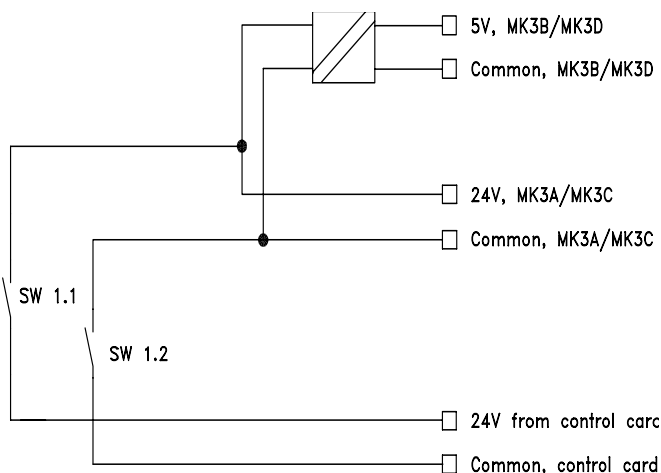 5V, MK3B/MK3D
Common, MK3B/MK3D
24V, MK3A/MK3C
Common, MK3A/MK3C
SW 1.1
SW 1.2
24V from control card
Common, control card